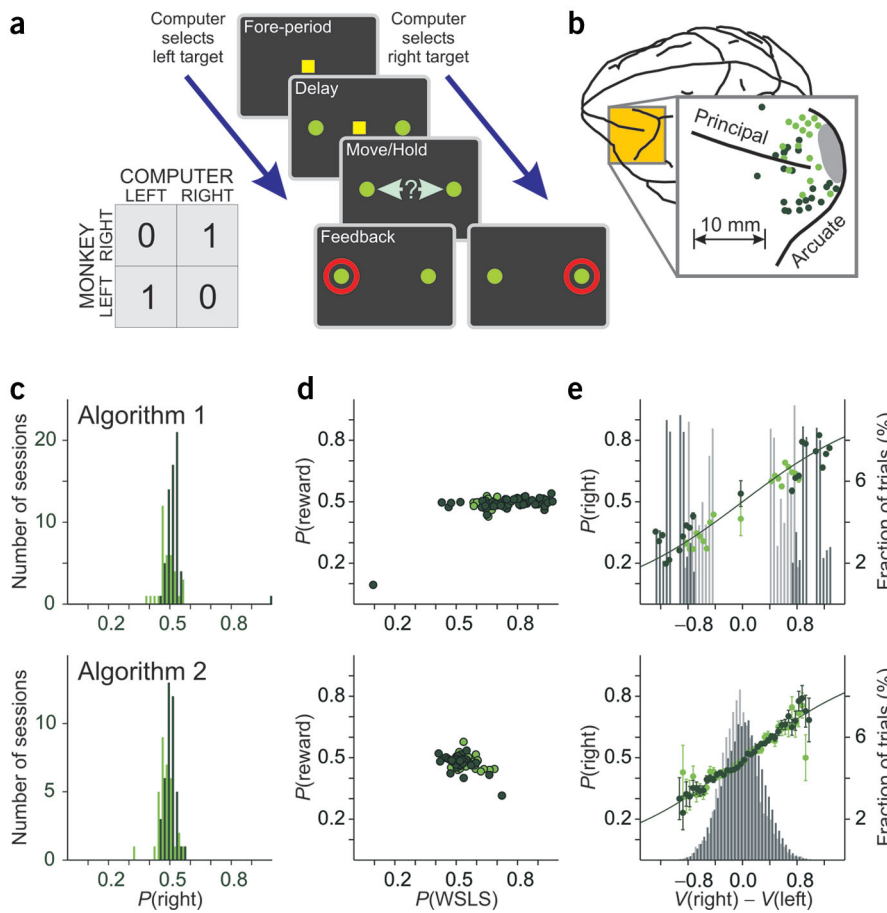 a
Computer
selects
left target
Fore-period
Delay
Move/Hold
?
Feedback
Computer
selects
right target
COMPUTER
LEFT RIGHT
MONKEY
RIGHT
LEFT
0 1
1 0
b
Principal
10 mm
Arcuate
c
Algorithm 1
Number of sessions
20
10
0
0.2 0.5 0.8
Algorithm 2
Number of sessions
10
5
0
0.2 0.5 0.8
P(right)
d
P(reward)
0.8
0.5
0.2
0.2 0.5 0.8
P(reward)
0.8
0.5
0.2
0.2 0.5 0.8
P(WSLS)
e
P(right)
0.8
0.5
0.2
Fraction of trials (%)
6
4
2
−0.8 0.0 0.8
P(right)
0.8
0.5
0.2
Fraction of trials (%)
6
4
2
−0.8 0.0 0.8
V(right) − V(left)